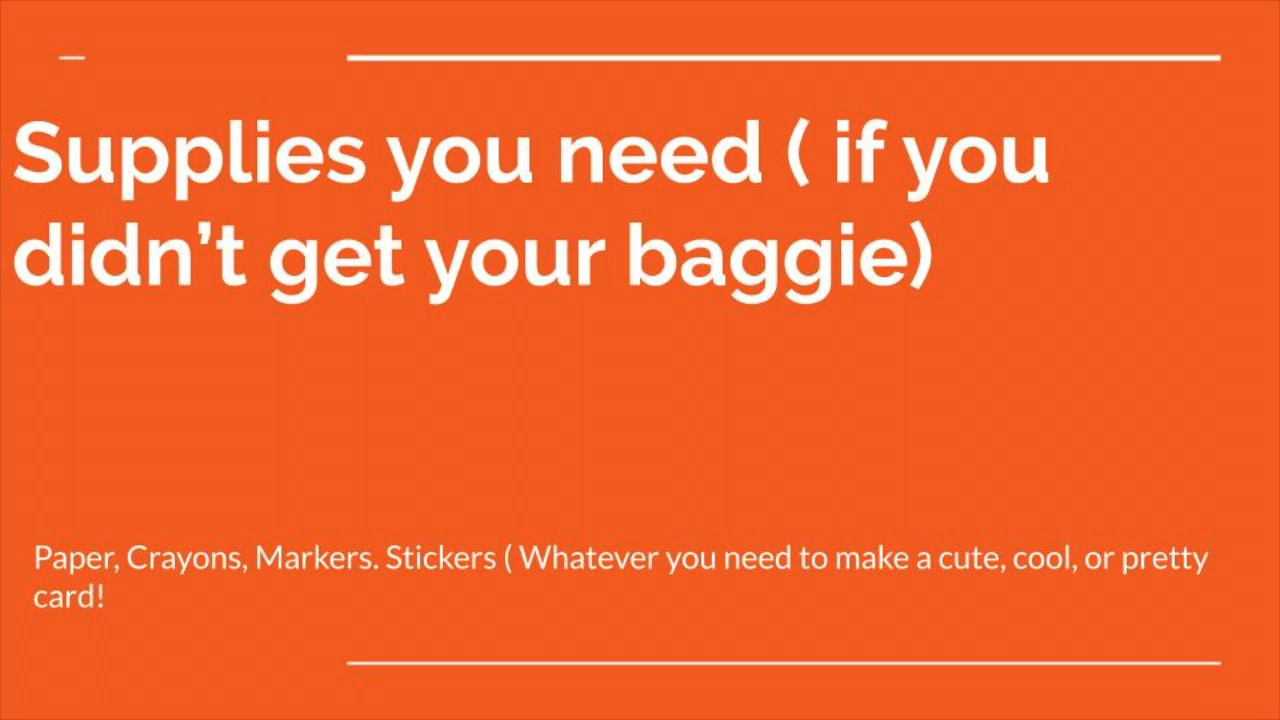 Supplies you need ( if you
didn’t get your baggie)
Paper, Crayons, Markers. Stickers ( Whatever you need to make a cute, cool, or pretty
card!